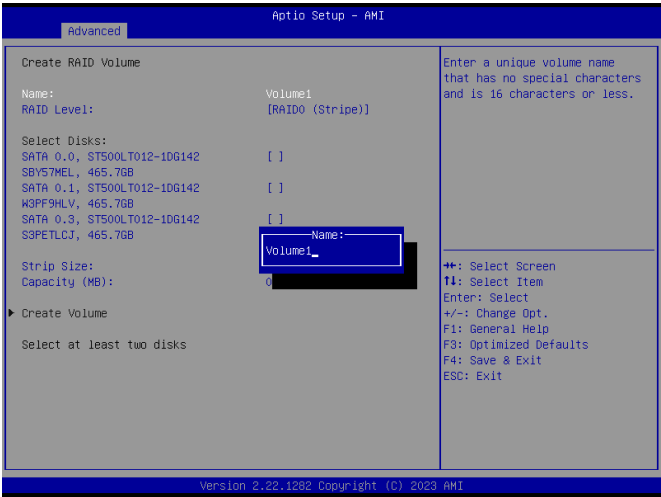 Aptio Setup – AMI
Advanced
Create RAID Volume
Name: Volume1
RAID Level: [RAID0 (Stripe)]
Select Disks:
SATA 0.0, ST500LT012-1DG142 [ ]
SBY57MEL, 465.7GB
SATA 0.1, ST500LT012-1DG142 [ ]
W3PF9HLV, 465.7GB
SATA 0.3, ST500LT012-1DG142 [ ]
S3PETLCJ, 465.7GB
Name:
Volume1_
Strip Size:
Capacity (MB): 0
Create Volume
Select at least two disks
Enter a unique volume name
that has no special characters
and is 16 characters or less.
→←: Select Screen
↑↓: Select Item
Enter: Select
+/-: Change Opt.
F1: General Help
F3: Optimized Defaults
F4: Save & Exit
ESC: Exit
Version 2.22.1282 Copyright (C) 2023 AMI